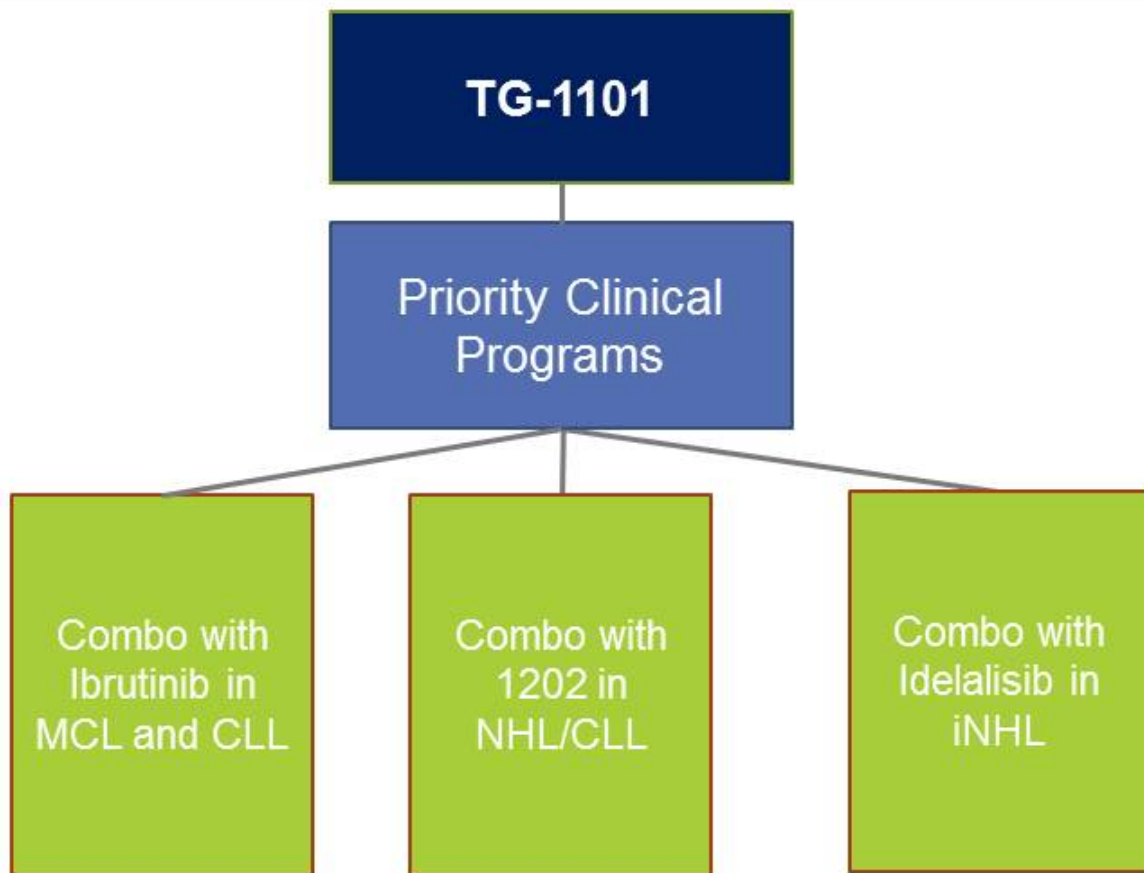 TG-1101
Priority Clinical
Programs
Combo with
Ibrutinib in
MCL and CLL
Combo with
1202 in
NHL/CLL
Combo with
Idelalisib in
iNHL